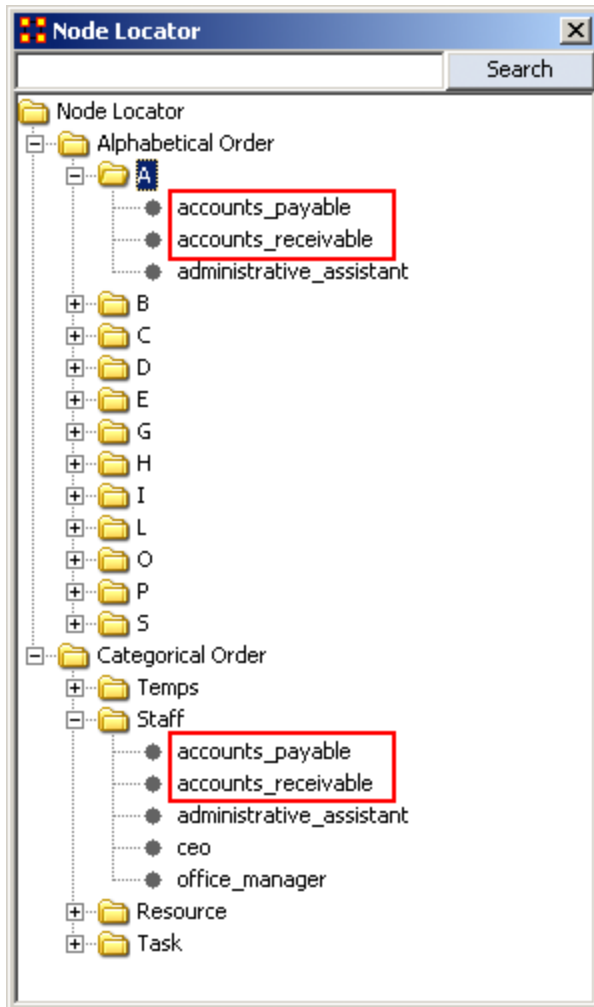 Node Locator
Search
Node Locator
Alphabetical Order
A
accounts_payable
accounts_receivable
administrative_assistant
B
C
D
E
G
H
I
L
O
P
S
Categorical Order
Temps
Staff
accounts_payable
accounts_receivable
administrative_assistant
ceo
office_manager
Resource
Task